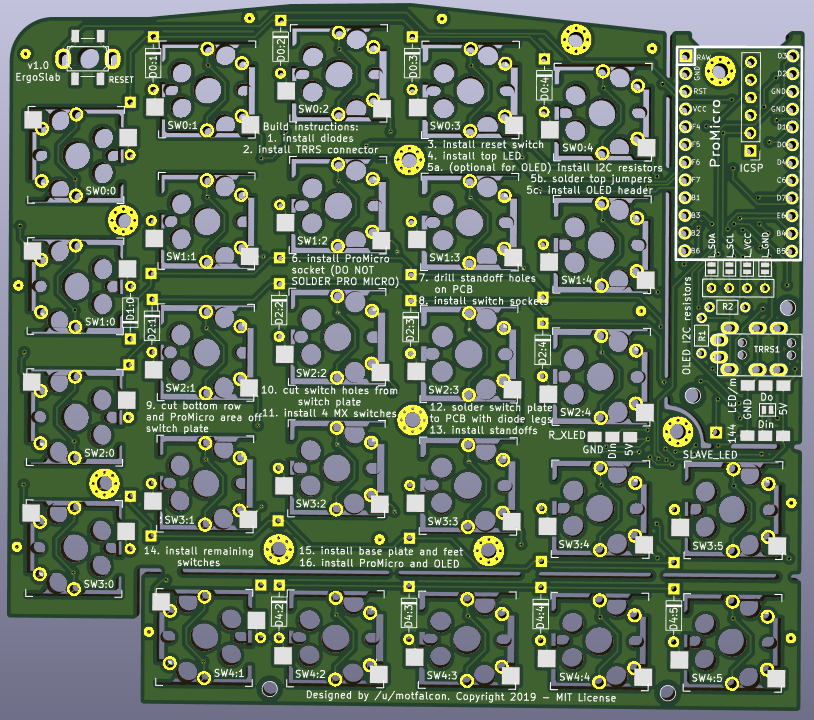 v1.0
ErgoSlab
RESET
D0:1
D0:2
D0:3
D0:4
SW0:0
SW0:1
SW0:2
SW0:3
SW0:4
Build instructions:
1. install diodes
2. install TRRS connector
3. install reset switch
4. install top LED
5a. (optional for OLED) install I2C resistors
5b. solder top jumpers
5c. install OLED header
RAW
GND
RST
VCC
F4
F5
F6
F7
B1
B3
B2
B6
ProMicro
ICSP
D3
D2
GND
GND
D1
D0
D4
C6
D7
E6
B4
B5
SW1:0
SW1:1
SW1:2
SW1:3
SW1:4
6. install ProMicro
socket (DO NOT
SOLDER PRO MICRO)
7. drill standoff holes
on PCB
8. install switch sockets
SDA
SCL
VCC
GND
OLED I2C resistors
R2
R1
TRRS1
D1:0
D2:1
D2:2
D2:3
D2:4
SW2:0
SW2:1
SW2:2
SW2:3
SW2:4
9. cut bottom row
and ProMicro area off
switch plate
10. cut switch holes from
switch plate
11. install 4 MX switches
12. solder switch plate
to PCB with diode legs
13. install standoffs
R_XLED
GND
Din
5V
GND
Do
Din
5V
SLAVE_LED
SW3:0
SW3:1
SW3:2
SW3:3
SW3:4
SW3:5
14. install remaining
switches
15. install base plate and feet
16. install ProMicro and OLED
D4:2
D4:3
D4:4
D4:5
SW4:1
SW4:2
SW4:3
SW4:4
SW4:5
Designed by /u/motfalcon. Copyright 2019 - MIT License